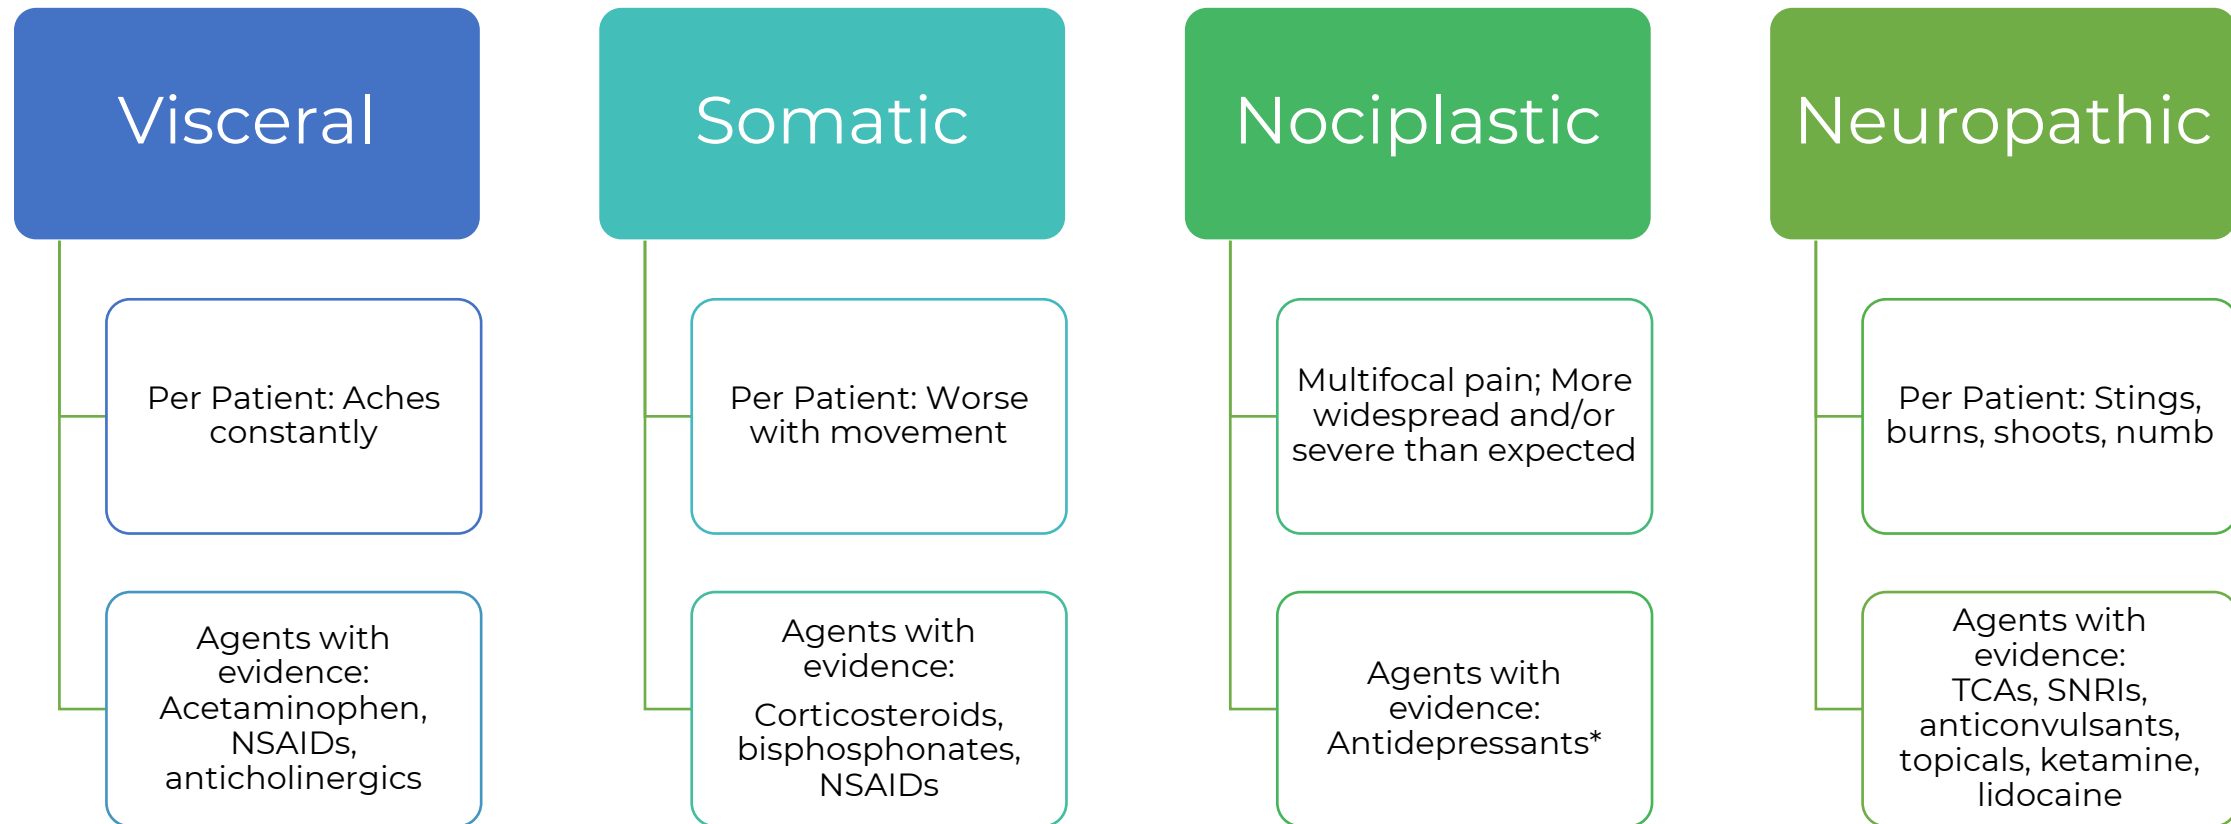 Visceral
Per Patient: Aches
constantly
Agents with
evidence:
Acetaminophen,
NSAIDs,
anticholinergics
Somatic
Per Patient: Worse
with movement
Agents with
evidence:
Corticosteroids,
bisphosphonates,
NSAIDs
Nociplastic
Multifocal pain; More
widespread and/or
severe than expected
Agents with
evidence:
Antidepressants*
Neuropathic
Per Patient: Stings,
burns, shoots, numb
Agents with
evidence:
TCAs, SNRIs,
anticonvulsants,
topicals, ketamine,
lidocaine